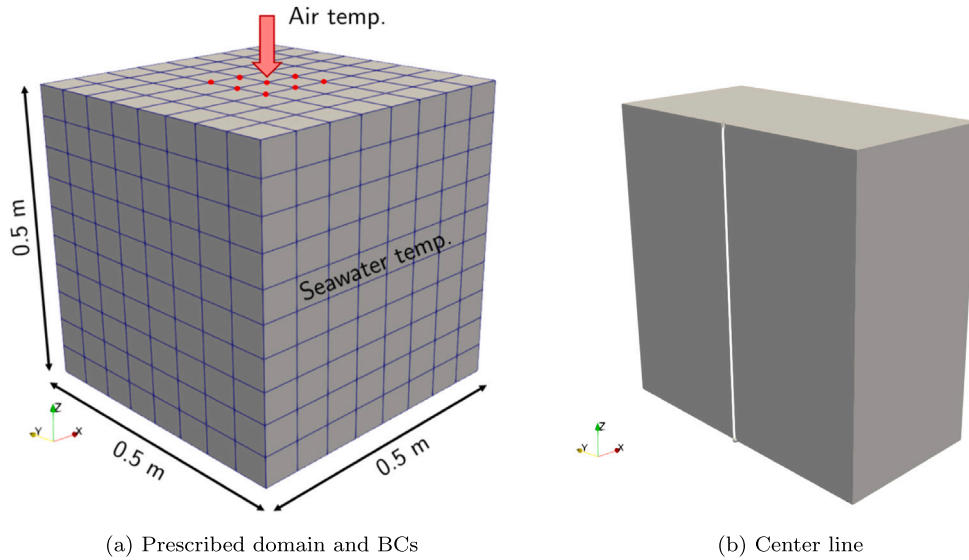 Air temp.
0.5 m
Seawater temp.
Z
Y
X
0.5 m
0.5 m
Z
Y
X
(a) Prescribed domain and BCs
(b) Center line